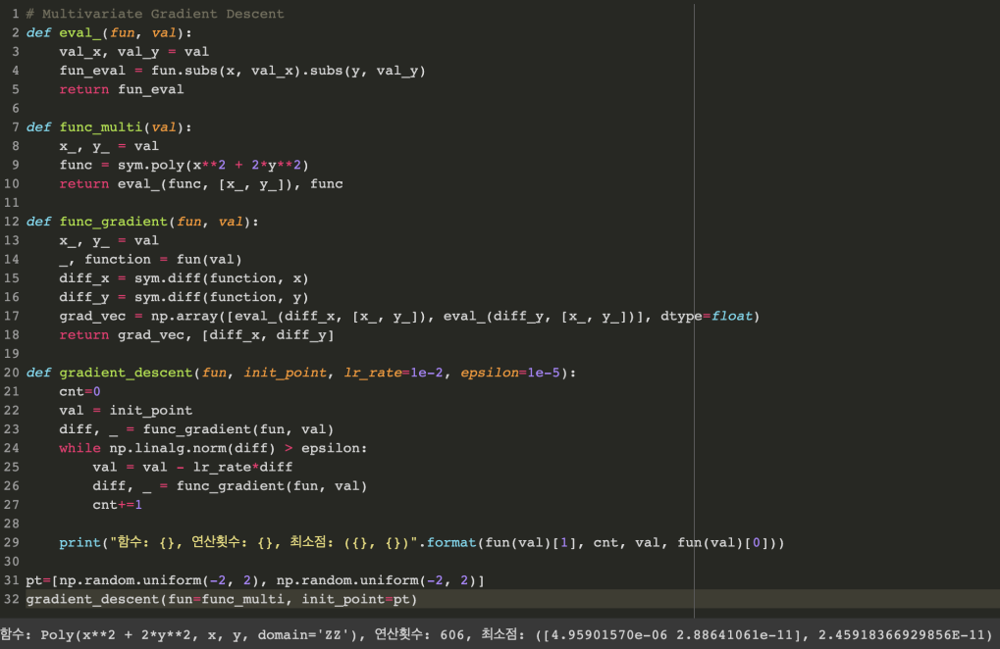 1 # Multivariate Gradient Descent
2 def eval_(fun, val):
3     val_x, val_y = val
4     fun_eval = fun.subs(x, val_x).subs(y, val_y)
5     return fun_eval
6
7 def func_multi(val):
8     x_, y_ = val
9     func = sym.poly(x**2 + 2*y**2)
10     return eval_(func, [x_, y_]), func
11
12 def func_gradient(fun, val):
13     x_, y_ = val
14     _, function = fun(val)
15     diff_x = sym.diff(function, x)
16     diff_y = sym.diff(function, y)
17     grad_vec = np.array([eval_(diff_x, [x_, y_]), eval_(diff_y, [x_, y_])], dtype=float)
18     return grad_vec, [diff_x, diff_y]
19
20 def gradient_descent(fun, init_point, lr_rate=1e-2, epsilon=1e-5):
21     cnt=0
22     val = init_point
23     diff, _ = func_gradient(fun, val)
24     while np.linalg.norm(diff) > epsilon:
25         val = val - lr_rate*diff
26         diff, _ = func_gradient(fun, val)
27         cnt+=1
28
29     print("함수: {}, 연산횟수: {}, 최소점: ({}, {})".format(fun(val)[1], cnt, val, fun(val)[0]))
30
31 pt=[np.random.uniform(-2, 2), np.random.uniform(-2, 2)]
32 gradient_descent(fun=func_multi, init_point=pt)
함수: Poly(x**2 + 2*y**2, x, y, domain='ZZ'), 연산횟수: 606, 최소점: ([4.95901570e-06 2.88641061e-11], 2.45918366929856E-11)